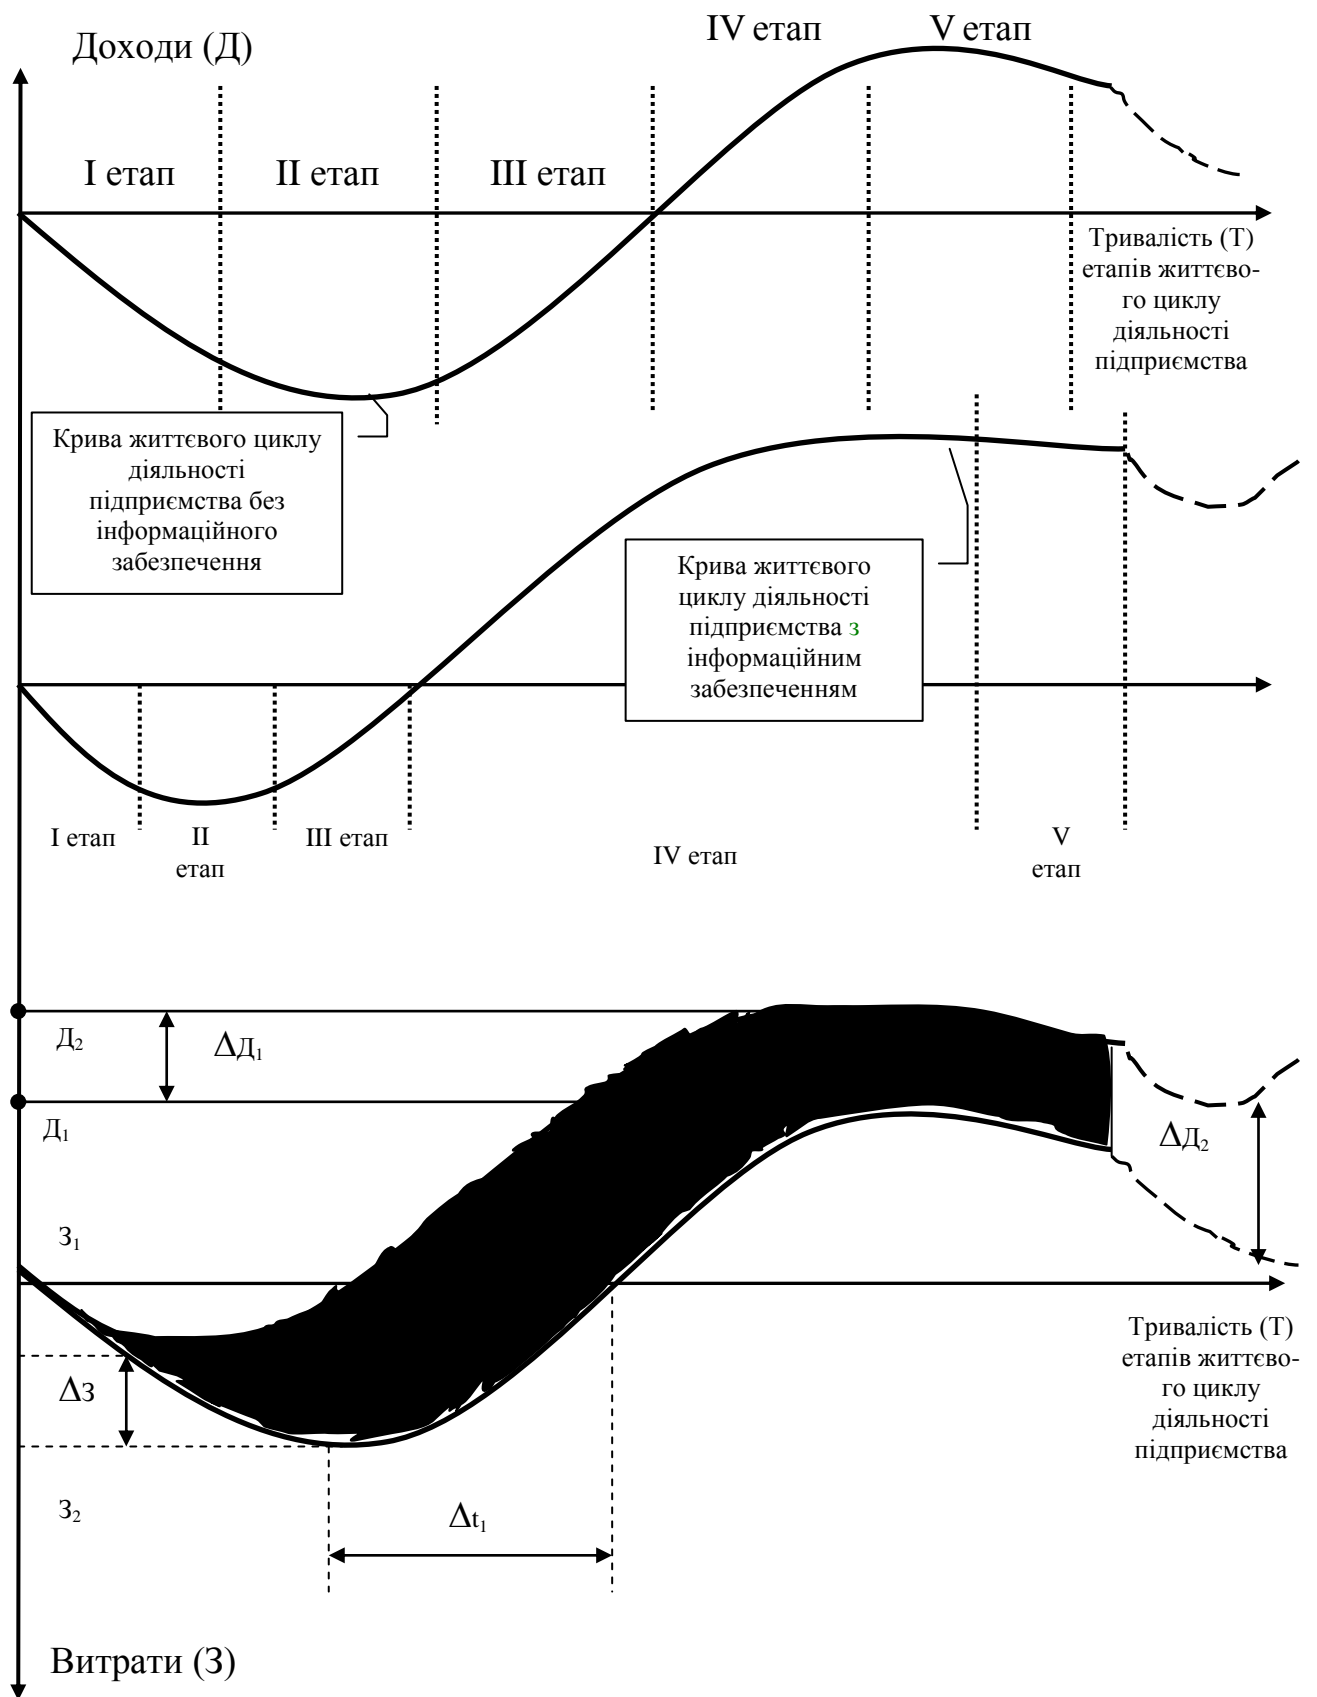 IV етап
V етап
Доходи (Д)
I етап
II етап
III етап
Тривалість (Т)
етапів життєво-
го циклу
діяльності
підприємства
Крива життєвого циклу
діяльності
підприємства без
інформаційного
забезпечення
Крива життєвого
циклу діяльності
підприємства з
інформаційним
забезпеченням
I етап
II
етап
III етап
IV етап
V
етап
Д₂
ΔД₁
Д₁
ΔД₂
З₁
Тривалість (Т)
етапів життєво-
го циклу
діяльності
підприємства
ΔЗ
З₂
Δt₁
Витрати (З)